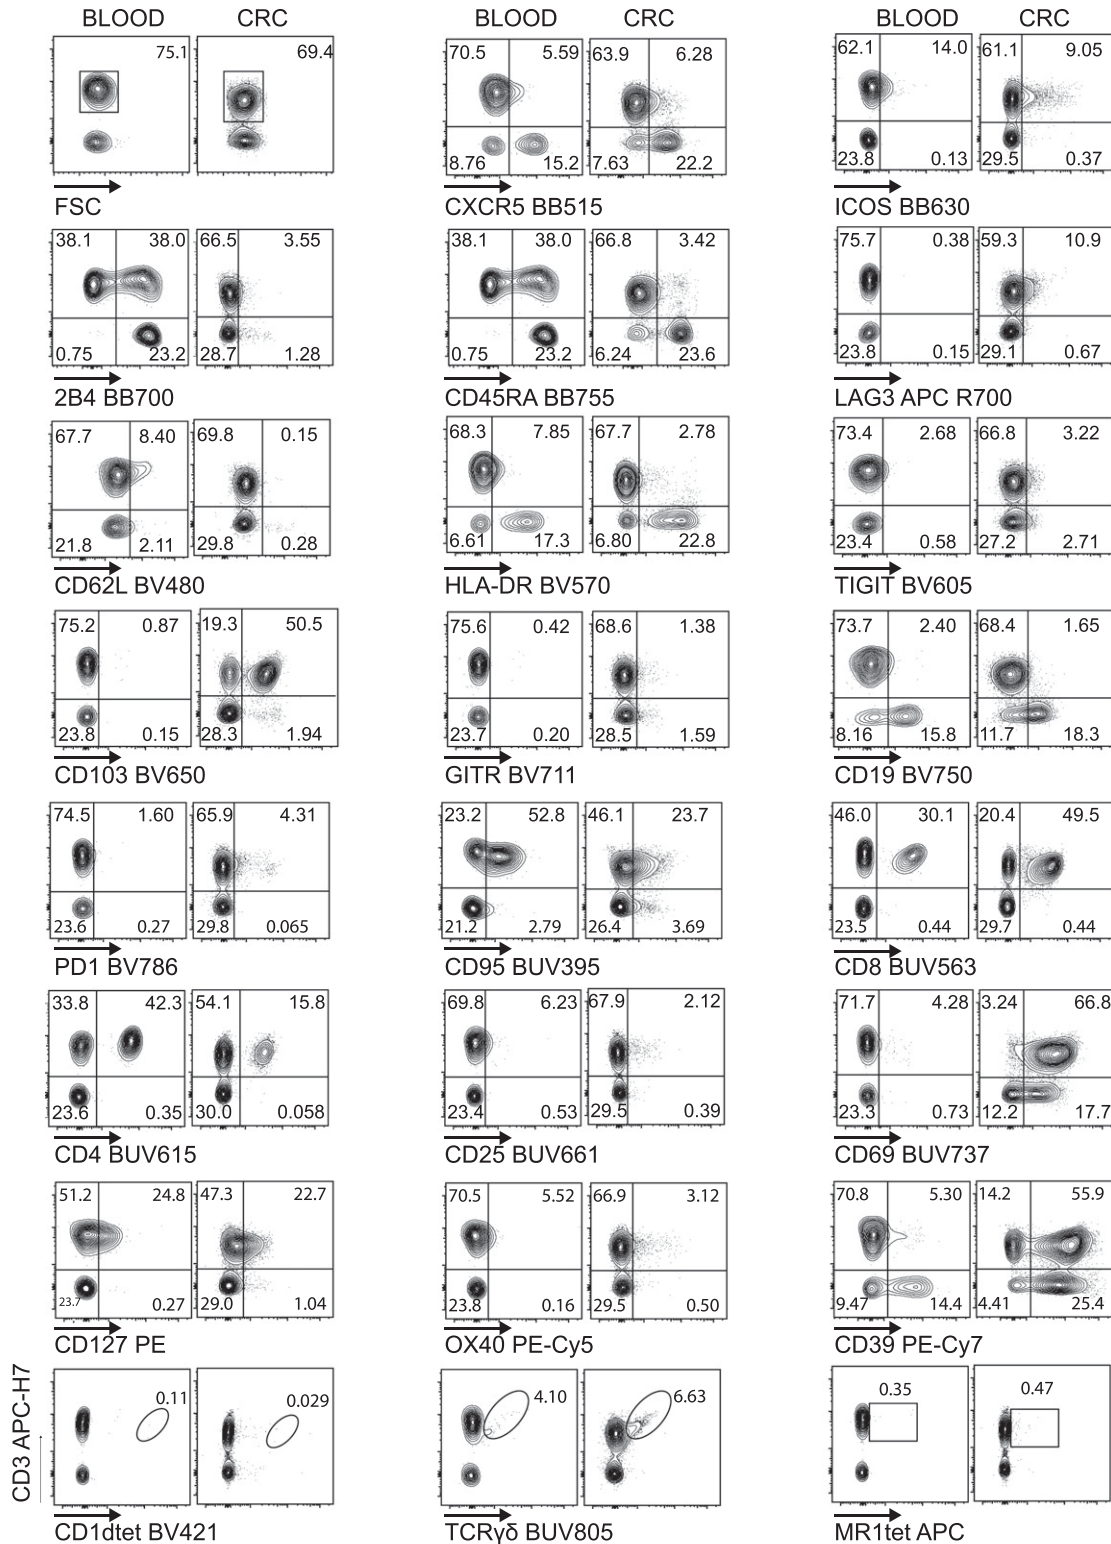 BLOOD CRC BLOOD CRC BLOOD CRC
75.1 69.4 70.5 5.59 63.9 6.28 62.1 14.0 61.1 9.05
8.76 15.2 7.63 22.2 23.8 0.13 29.5 0.37
FSC CXCR5 BB515 ICOS BB630
38.1 38.0 66.5 3.55 38.1 38.0 66.8 3.42 75.7 0.38 59.3 10.9
0.75 23.2 28.7 1.28 0.75 23.2 6.24 23.6 23.8 0.15 29.1 0.67
2B4 BB700 CD45RA BB755 LAG3 APC R700
67.7 8.40 69.8 0.15 68.3 7.85 67.7 2.78 73.4 2.68 66.8 3.22
21.8 2.11 29.8 0.28 6.61 17.3 6.80 22.8 23.4 0.58 27.2 2.71
CD62L BV480 HLA-DR BV570 TIGIT BV605
75.2 0.87 19.3 50.5 75.6 0.42 68.6 1.38 73.7 2.40 68.4 1.65
23.8 0.15 28.3 1.94 23.7 0.20 28.5 1.59 8.16 15.8 11.7 18.3
CD103 BV650 GITR BV711 CD19 BV750
74.5 1.60 65.9 4.31 23.2 52.8 46.1 23.7 46.0 30.1 20.4 49.5
23.6 0.27 29.8 0.065 21.2 2.79 26.4 3.69 23.5 0.44 29.7 0.44
PD1 BV786 CD95 BUV395 CD8 BUV563
33.8 42.3 54.1 15.8 69.8 6.23 67.9 2.12 71.7 4.28 3.24 66.8
23.6 0.35 30.0 0.058 23.4 0.53 29.5 0.39 23.3 0.73 12.2 17.7
CD4 BUV615 CD25 BUV661 CD69 BUV737
51.2 24.8 47.3 22.7 70.5 5.52 66.9 3.12 70.8 5.30 14.2 55.9
23.7 0.27 29.0 1.04 23.8 0.16 29.5 0.50 9.47 14.4 4.41 25.4
CD127 PE OX40 PE-Cy5 CD39 PE-Cy7
0.11 0.029 4.10 6.63 0.35 0.47
CD3 APC-H7
CD1dtet BV421 TCRγδ BUV805 MR1tet APC